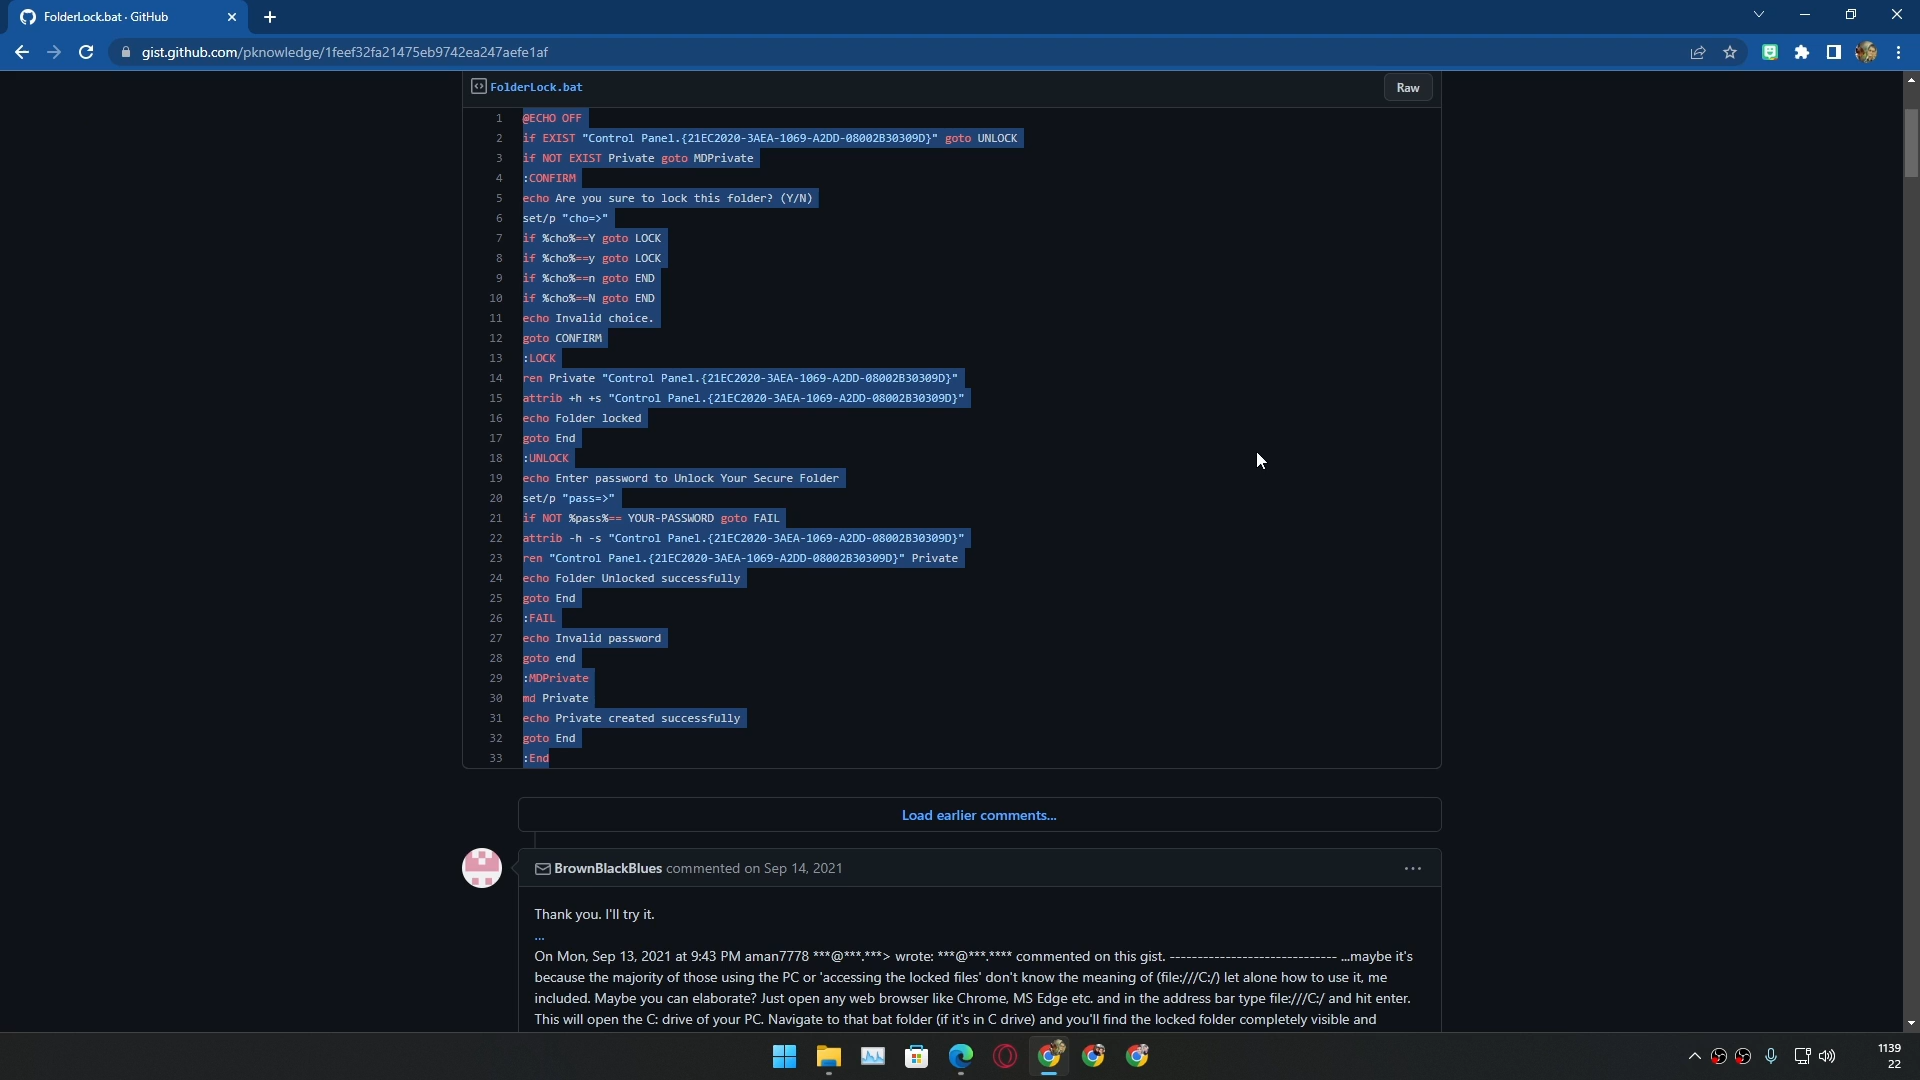 FolderLock.bat · GitHub
gist.github.com/pknowledge/1feef32fa21475eb9742ea247aefe1af
FolderLock.bat
Raw
1 @ECHO OFF
2 if EXIST "Control Panel.{21EC2020-3AEA-1069-A2DD-08002B30309D}" goto UNLOCK
3 if NOT EXIST Private goto MDPrivate
4 :CONFIRM
5 echo Are you sure to lock this folder? (Y/N)
6 set/p "cho=>"
7 if %cho%==Y goto LOCK
8 if %cho%==y goto LOCK
9 if %cho%==n goto END
10 if %cho%==N goto END
11 echo Invalid choice.
12 goto CONFIRM
13 :LOCK
14 ren Private "Control Panel.{21EC2020-3AEA-1069-A2DD-08002B30309D}"
15 attrib +h +s "Control Panel.{21EC2020-3AEA-1069-A2DD-08002B30309D}"
16 echo Folder locked
17 goto End
18 :UNLOCK
19 echo Enter password to Unlock Your Secure Folder
20 set/p "pass=>"
21 if NOT %pass%== YOUR-PASSWORD goto FAIL
22 attrib -h -s "Control Panel.{21EC2020-3AEA-1069-A2DD-08002B30309D}"
23 ren "Control Panel.{21EC2020-3AEA-1069-A2DD-08002B30309D}" Private
24 echo Folder Unlocked successfully
25 goto End
26 :FAIL
27 echo Invalid password
28 goto end
29 :MDPrivate
30 md Private
31 echo Private created successfully
32 goto End
33 :End
Load earlier comments...
BrownBlackBlues commented on Sep 14, 2021
Thank you. I'll try it.
...
On Mon, Sep 13, 2021 at 9:43 PM aman7778 ***@***.***> wrote: ***@***.**** commented on this gist. ------------------------------ ...maybe it's
because the majority of those using the PC or 'accessing the locked files' don't know the meaning of (file:///C:/) let alone how to use it, me
included. Maybe you can elaborate? Just open any web browser like Chrome, MS Edge etc. and in the address bar type file:///C:/ and hit enter.
This will open the C: drive of your PC. Navigate to that bat folder (if it's in C drive) and you'll find the locked folder completely visible and
1139
22